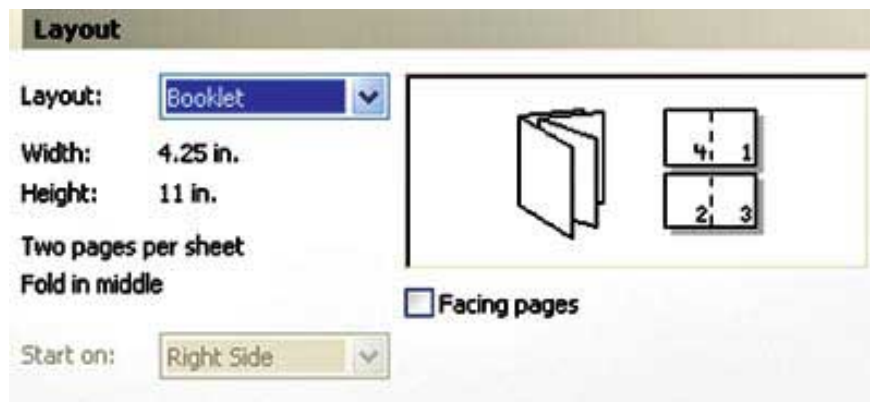 Layout
Layout: Booklet
Width: 4.25 in.
Height: 11 in.
Two pages per sheet
Fold in middle
4 1
2 3
Facing pages
Start on: Right Side